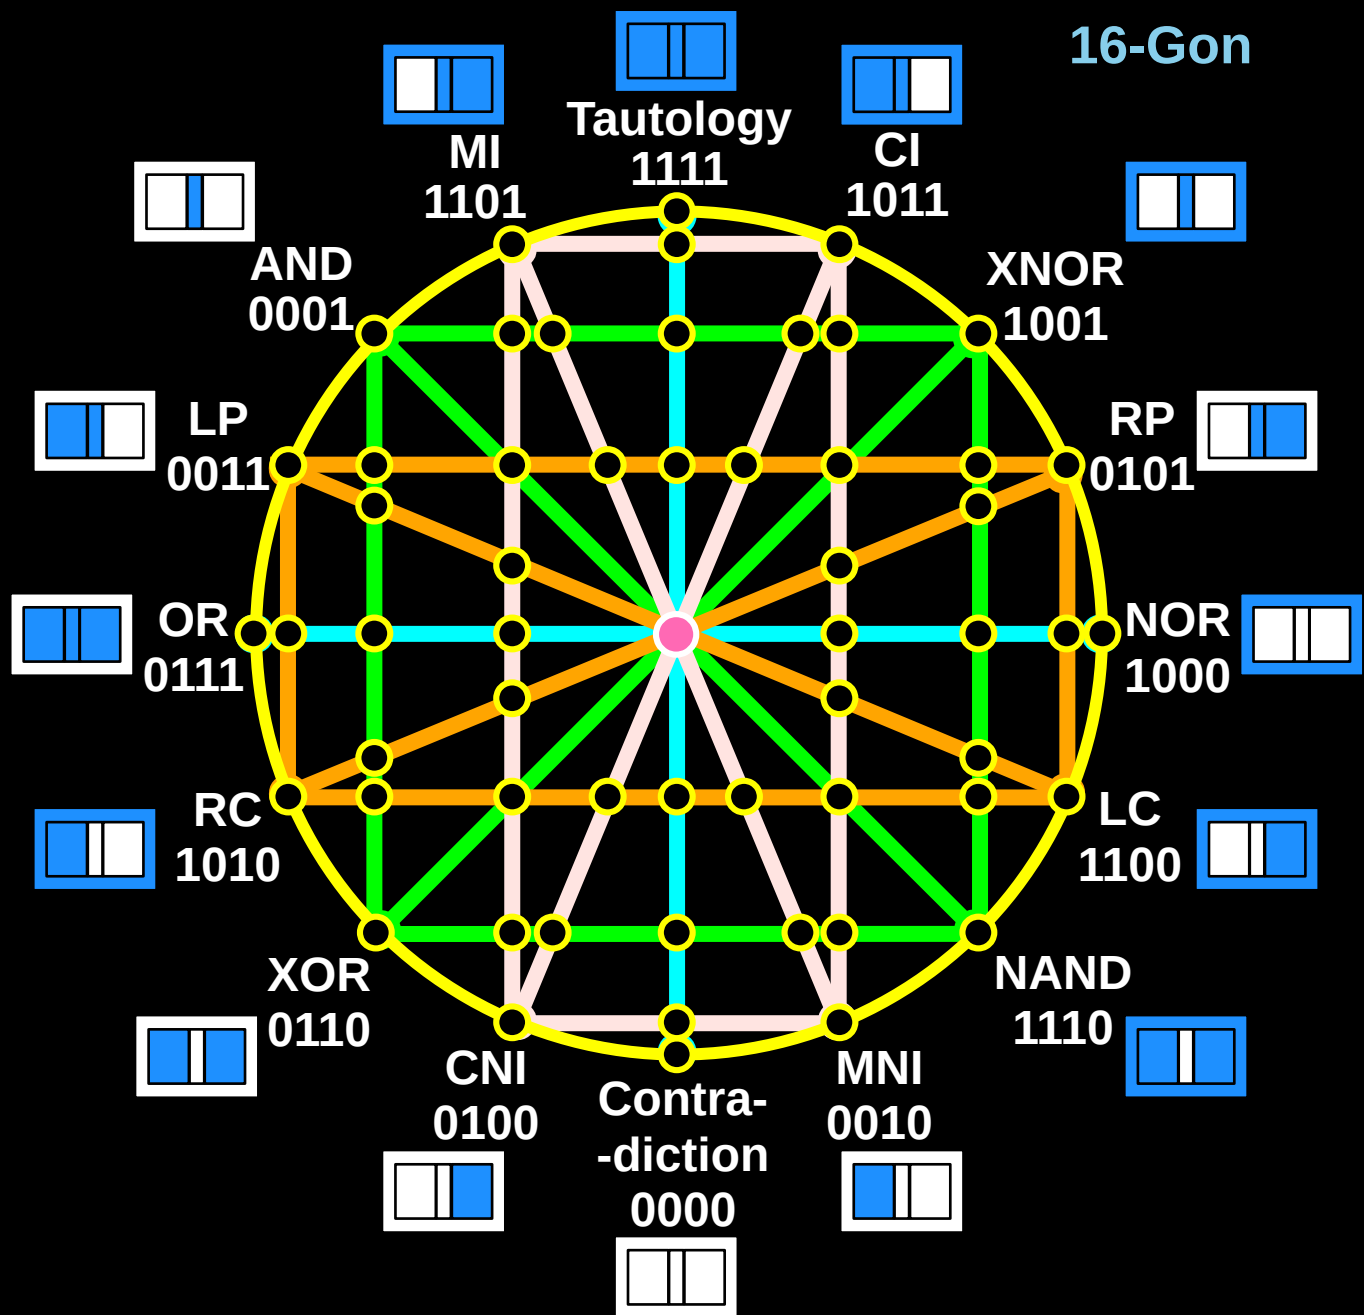 16-Gon
Tautology
1111
MI
1101
CI
1011
AND
0001
XNOR
1001
LP
0011
RP
0101
OR
0111
NOR
1000
RC
1010
LC
1100
XOR
0110
NAND
1110
CNI
0100
Contra-
-diction
0000
MNI
0010